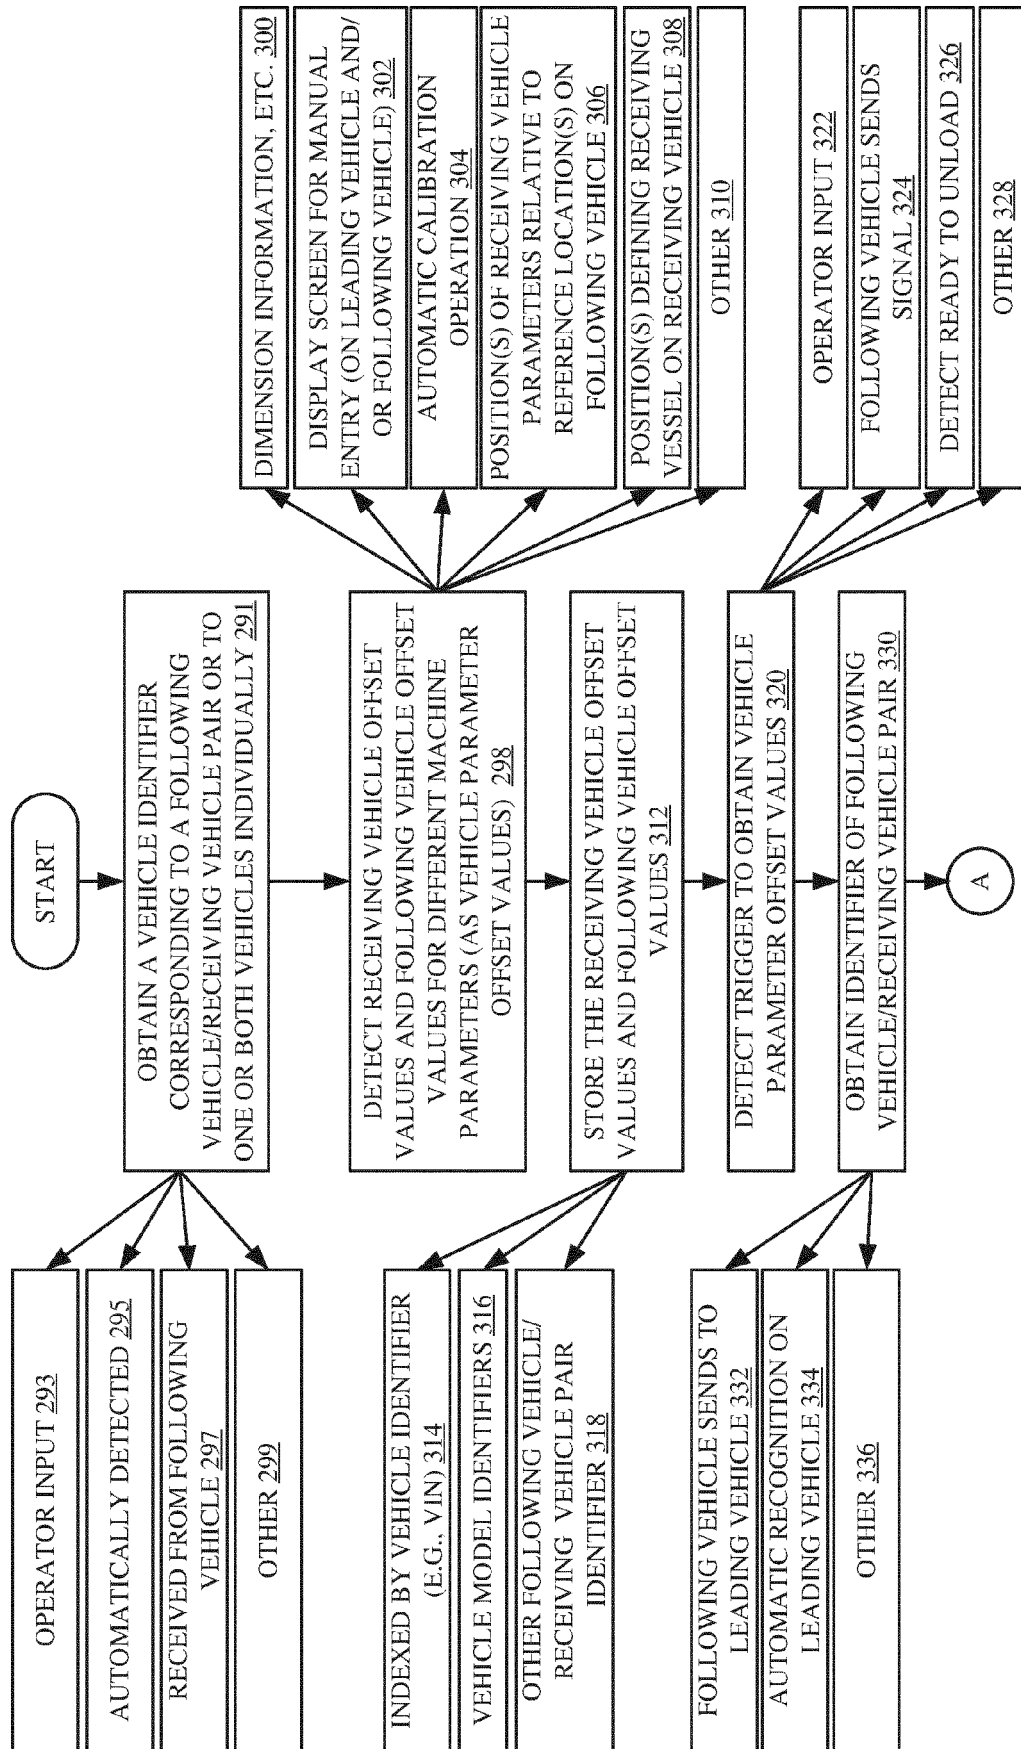 START
OBTAIN A VEHICLE IDENTIFIER
CORRESPONDING TO A FOLLOWING
VEHICLE/RECEIVING VEHICLE PAIR OR TO
ONE OR BOTH VEHICLES INDIVIDUALLY 291
OPERATOR INPUT 293
AUTOMATICALLY DETECTED 295
RECEIVED FROM FOLLOWING
VEHICLE 297
OTHER 299
DETECT RECEIVING VEHICLE OFFSET
VALUES AND FOLLOWING VEHICLE OFFSET
VALUES FOR DIFFERENT MACHINE
PARAMETERS (AS VEHICLE PARAMETER
OFFSET VALUES) 298
DIMENSION INFORMATION, ETC. 300
DISPLAY SCREEN FOR MANUAL
ENTRY (ON LEADING VEHICLE AND/
OR FOLLOWING VEHICLE) 302
AUTOMATIC CALIBRATION
OPERATION 304
POSITION(S) OF RECEIVING VEHICLE
PARAMETERS RELATIVE TO
REFERENCE LOCATION(S) ON
FOLLOWING VEHICLE 306
POSITION(S) DEFINING RECEIVING
VESSEL ON RECEIVING VEHICLE 308
OTHER 310
STORE THE RECEIVING VEHICLE OFFSET
VALUES AND FOLLOWING VEHICLE OFFSET
VALUES 312
INDEXED BY VEHICLE IDENTIFIER
(E.G., VIN) 314
VEHICLE MODEL IDENTIFIERS 316
OTHER FOLLOWING VEHICLE/
RECEIVING VEHICLE PAIR
IDENTIFIER 318
DETECT TRIGGER TO OBTAIN VEHICLE
PARAMETER OFFSET VALUES 320
OPERATOR INPUT 322
FOLLOWING VEHICLE SENDS
SIGNAL 324
DETECT READY TO UNLOAD 326
OTHER 328
OBTAIN IDENTIFIER OF FOLLOWING
VEHICLE/RECEIVING VEHICLE PAIR 330
FOLLOWING VEHICLE SENDS TO
LEADING VEHICLE 332
AUTOMATIC RECOGNITION ON
LEADING VEHICLE 334
OTHER 336
A